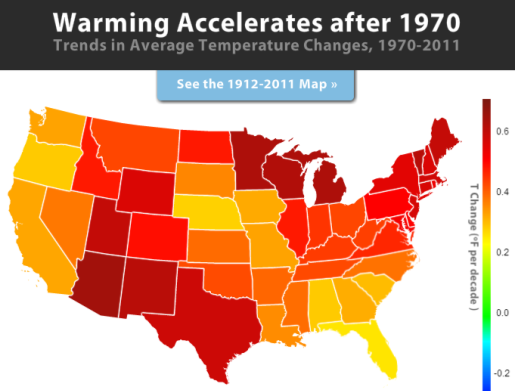 Warming Accelerates after 1970
Trends in Average Temperature Changes, 1970-2011
See the 1912-2011 Map »
0.6
0.4
0.2
0.0
-0.2
T Change (°F per decade )